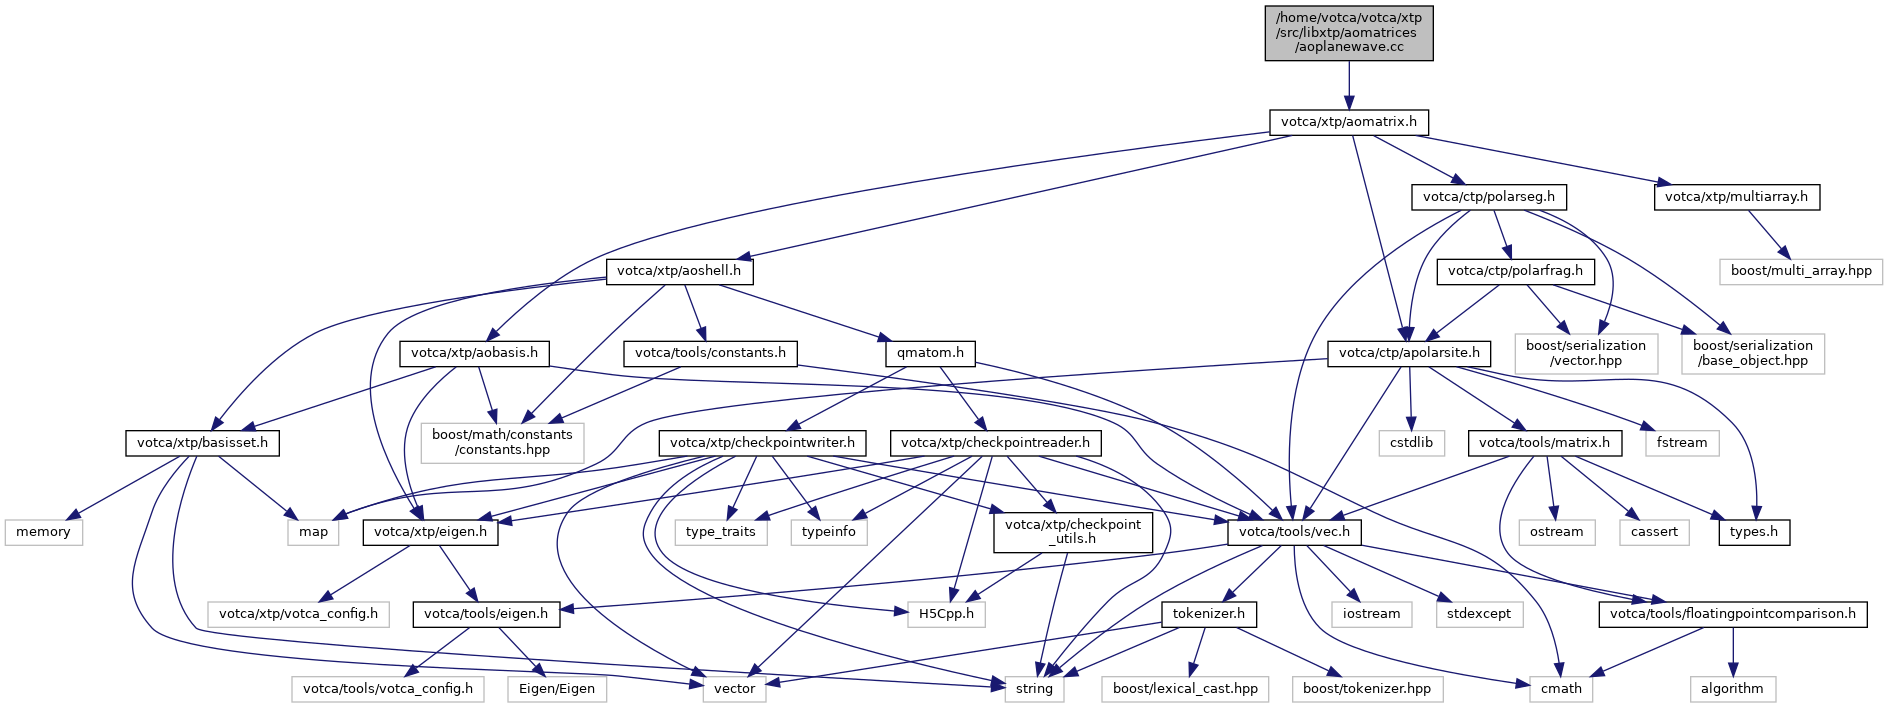 /home/votca/votca/xtp
/src/libxtp/aomatrices
/aoplanewave.cc
votca/xtp/aomatrix.h
votca/ctp/polarseg.h
votca/xtp/multiarray.h
votca/xtp/aoshell.h
votca/ctp/polarfrag.h
boost/multi_array.hpp
votca/xtp/aobasis.h
votca/tools/constants.h
qmatom.h
votca/ctp/apolarsite.h
boost/serialization
/vector.hpp
boost/serialization
/base_object.hpp
votca/xtp/basisset.h
boost/math/constants
/constants.hpp
votca/xtp/checkpointwriter.h
votca/xtp/checkpointreader.h
cstdlib
votca/tools/matrix.h
fstream
memory
map
votca/xtp/eigen.h
type_traits
typeinfo
votca/xtp/checkpoint
_utils.h
votca/tools/vec.h
ostream
cassert
types.h
votca/xtp/votca_config.h
votca/tools/eigen.h
H5Cpp.h
tokenizer.h
iostream
stdexcept
votca/tools/floatingpointcomparison.h
votca/tools/votca_config.h
Eigen/Eigen
vector
string
boost/lexical_cast.hpp
boost/tokenizer.hpp
cmath
algorithm